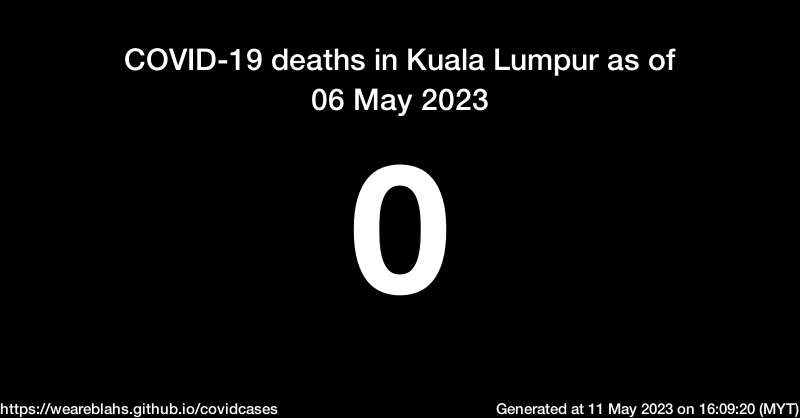 COVID-19 deaths in Kuala Lumpur as of
06 May 2023
0
https://weareblahs.github.io/covidcases
Generated at 11 May 2023 on 16:09:20 (MYT)